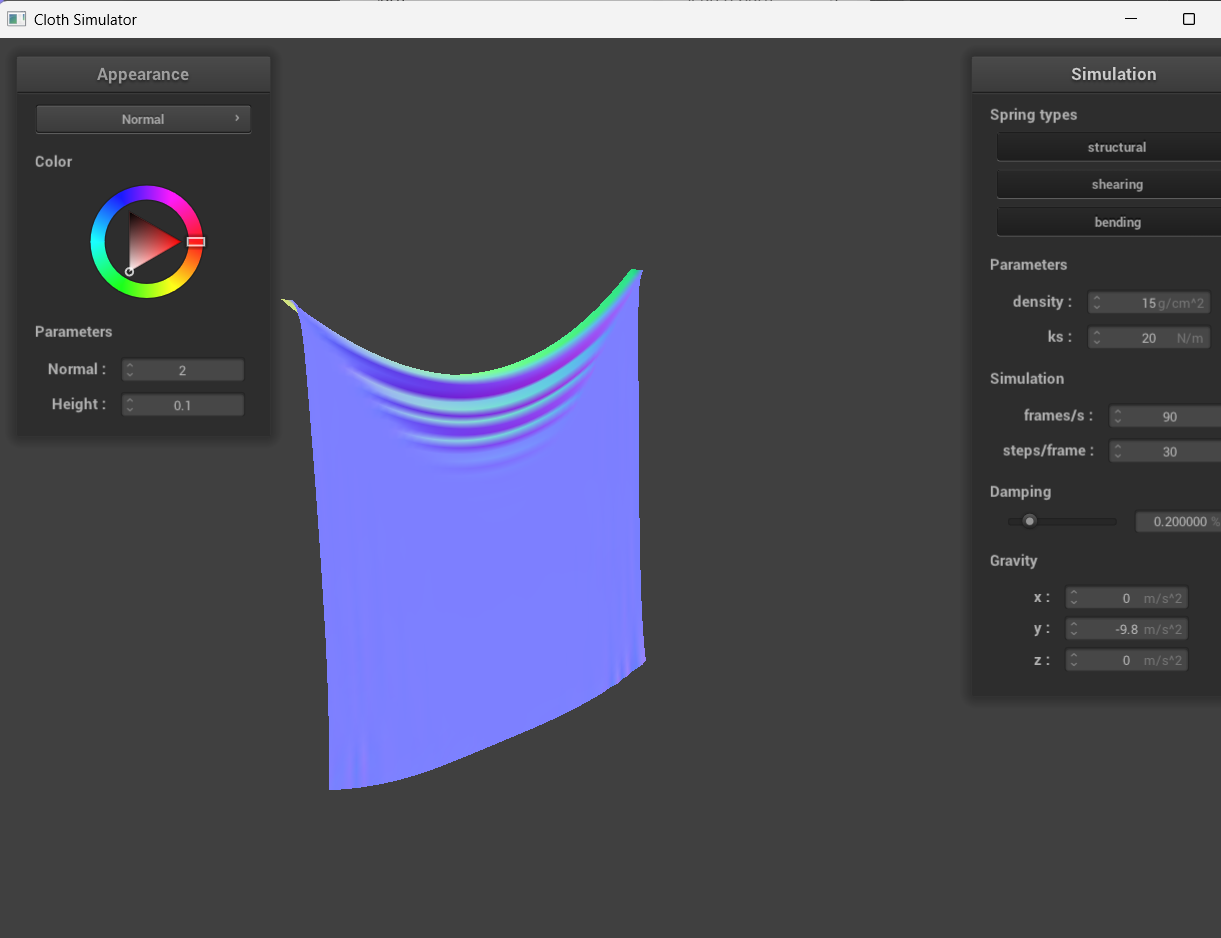 Cloth Simulator
Appearance
Normal
Color
Parameters
Normal : 2
Height : 0.1
Simulation
Spring types
structural
shearing
bending
Parameters
density : 15 g/cm^2
ks : 20 N/m
Simulation
frames/s : 90
steps/frame : 30
Damping
0.200000 %
Gravity
x : 0 m/s^2
y : -9.8 m/s^2
z : 0 m/s^2